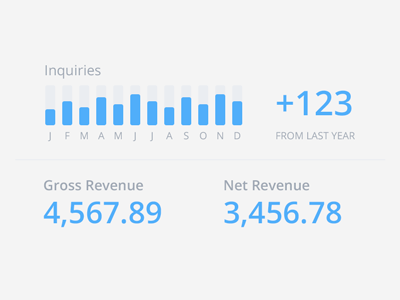 Inquiries
+123
J F M A M J J A S O N D
FROM LAST YEAR
Gross Revenue
Net Revenue
4,567.89
3,456.78